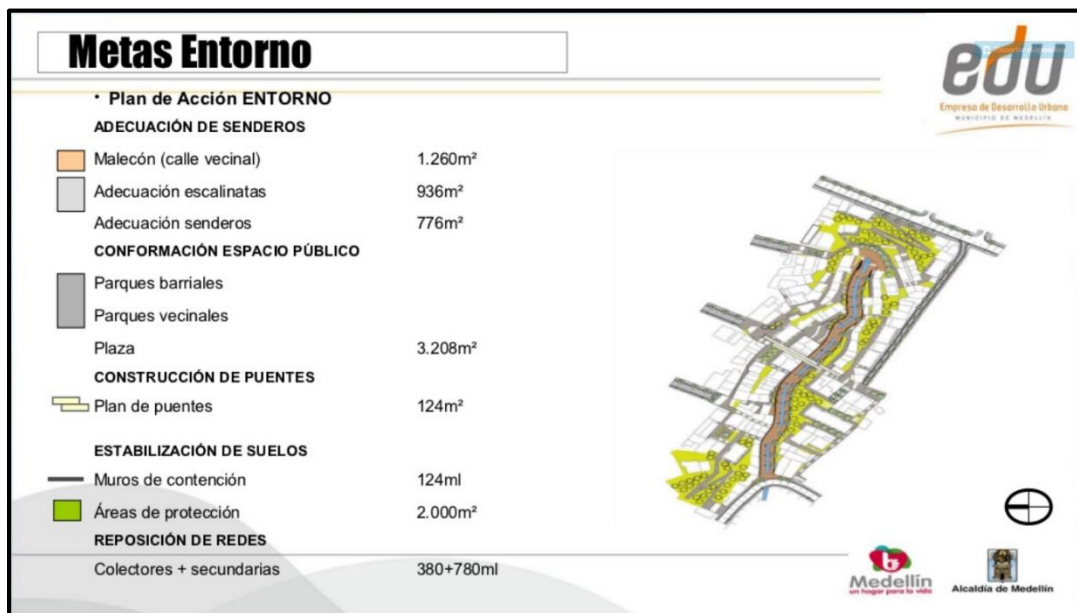 Metas Entorno
edu
Empresa de Desarrollo Urbano
MUNICIPIO DE MEDELLÍN
• Plan de Acción ENTORNO
ADECUACIÓN DE SENDEROS
Malecón (calle vecinal) 1.260m²
Adecuación escalinatas 936m²
Adecuación senderos 776m²
CONFORMACIÓN ESPACIO PÚBLICO
Parques barriales
Parques vecinales
Plaza 3.208m²
CONSTRUCCIÓN DE PUENTES
Plan de puentes 124m²
ESTABILIZACIÓN DE SUELOS
Muros de contención 124ml
Áreas de protección 2.000m²
REPOSICIÓN DE REDES
Colectores + secundarias 380+780ml
Medellín
un hogar para la vida
Alcaldía de Medellín